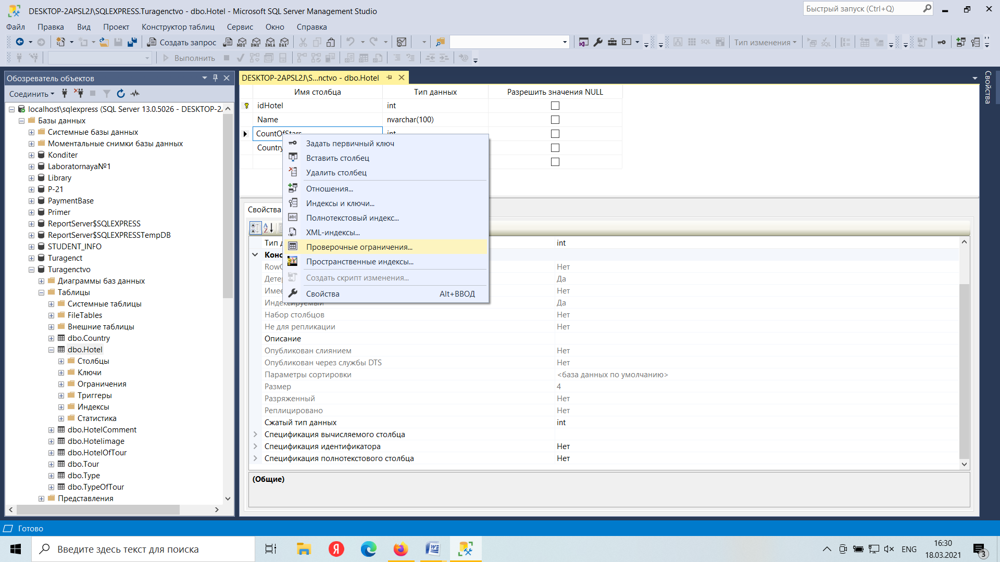 DESKTOP-2APSL2J\SQLEXPRESS.Turagenctvo - dbo.Hotel - Microsoft SQL Server Management Studio
Быстрый запуск (Ctrl+Q)
Файл Правка Вид Проект Конструктор таблиц Сервис Окно Справка
Создать запрос
MDX DMX XMLA DAX
SQL
Тип изменения
Выполнить
Обозреватель объектов
Соединить
localhost\sqlexpress (SQL Server 13.0.5026 - DESKTOP-2
Базы данных
Системные базы данных
Моментальные снимки базы данных
Konditer
Laboratornaya№1
Library
P-21
PaymentBase
Primer
ReportServer$SQLEXPRESS
ReportServer$SQLEXPRESSTempDB
STUDENT_INFO
Turagenct
Turagenctvo
Диаграммы баз данных
Таблицы
Системные таблицы
FileTables
Внешние таблицы
dbo.Country
dbo.Hotel
Столбцы
Ключи
Ограничения
Триггеры
Индексы
Статистика
dbo.HotelComment
dbo.Hotelimage
dbo.HotelOfTour
dbo.Tour
dbo.Type
dbo.TypeOfTour
Представления
DESKTOP-2APSL2J\S...nctvo - dbo.Hotel
Имя столбца Тип данных Разрешить значения NULL
idHotel int
Name nvarchar(100)
CountOfStars int
Country
Задать первичный ключ
Вставить столбец
Удалить столбец
Отношения...
Индексы и ключи...
Полнотекстовый индекс...
XML-индексы...
Проверочные ограничения...
Пространственные индексы...
Создать скрипт изменения...
Свойства Alt+ВВОД
Свойства
Тип д int
Конс
RowG Нет
Детер Да
Имее Нет
Индексируемый Да
Набор столбцов Нет
Не для репликации Нет
Описание
Опубликован слиянием Нет
Опубликован через службы DTS Нет
Параметры сортировки <база данных по умолчанию>
Размер 4
Разряженный Нет
Реплицировано Нет
Сжатый тип данных int
Спецификация вычисляемого столбца
Спецификация идентификатора Нет
Спецификация полнотекстового столбца Нет
(Общие)
Свойства
Готово
Введите здесь текст для поиска
ENG
16:30
18.03.2021
3